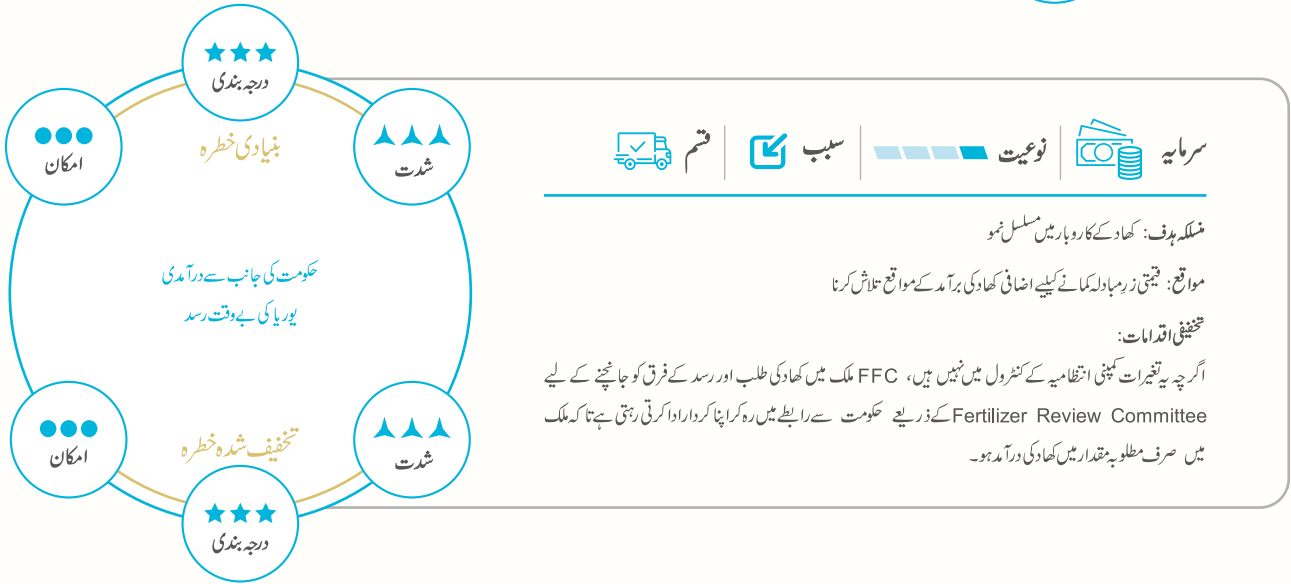 درجہ بندی
امکان
بنیادی خطرہ
شدت
حکومت کی جانب سے درآمدی
یوریا کی بے وقت رسد
امکان
تخفیف شدہ خطرہ
شدت
درجہ بندی
سرمایہ
نوعیت
سبب
قسم
منسلکہ ہدف: کھاد کے کاروبار میں مسلسل نمو
مواقع: قیمتی زرِ مبادلہ کمانے کیلیے اضافی کھاد کی برآمد کے مواقع تلاش کرنا
تخفیفی اقدامات:
اگرچہ یہ تغیرات کمپنی انتظامیہ کے کنٹرول میں نہیں ہیں، FFC ملک میں کھاد کی طلب اور رسد کے فرق کو جانچنے کے لیے
Fertilizer Review Committee کے ذریعے حکومت سے رابطے میں رہ کر اپنا کردار ادا کرتی رہتی ہے تاکہ ملک
میں صرف مطلوبہ مقدار میں کھاد کی درآمد ہو۔